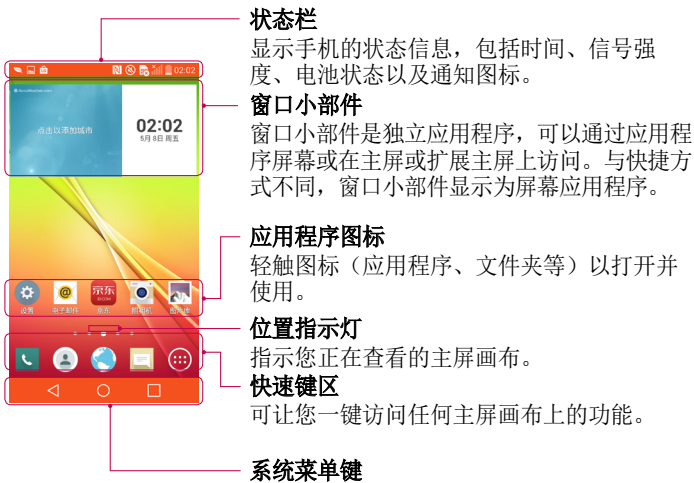 状态栏
显示手机的状态信息，包括时间、信号强
度、电池状态以及通知图标。
窗口小部件
窗口小部件是独立应用程序，可以通过应用程
序屏幕或在主屏或扩展主屏上访问。与快捷方
式不同，窗口小部件显示为屏幕应用程序。
应用程序图标
轻触图标（应用程序、文件夹等）以打开并
使用。
位置指示灯
指示您正在查看的主屏画布。
快速键区
可让您一键访问任何主屏画布上的功能。
系统菜单键
02:02
点击以添加城市
02:02
5月 8日 周五
京东
JD.COM
设置
电子邮件
京东
照相机
图片库